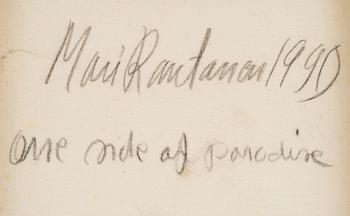 Mari Rantanen 1990
one side of paradise